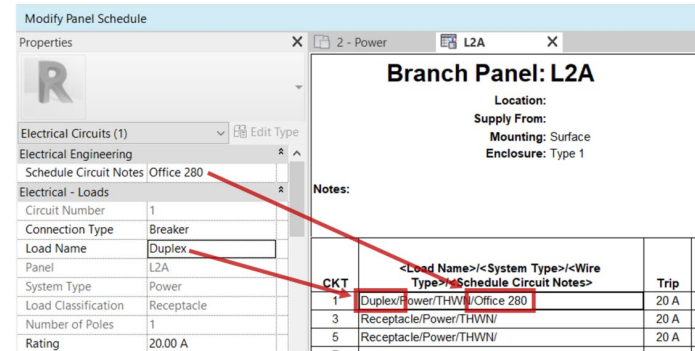 Modify Panel Schedule
Properties X
R
Electrical Circuits (1) Edit Type
Electrical Engineering
Schedule Circuit Notes Office 280
Electrical - Loads
Circuit Number 1
Connection Type Breaker
Load Name Duplex
Panel L2A
System Type Power
Load Classification Receptacle
Number of Poles 1
Rating 20.00 A
2 - Power L2A X
Branch Panel: L2A
Location:
Supply From:
Mounting: Surface
Enclosure: Type 1
Notes:
<Load Name>/<System Type>/<Wire
CKT Type>/<Schedule Circuit Notes> Trip
1 Duplex/Power/THWN/Office 280 20 A
3 Receptacle/Power/THWN/ 20 A
5 Receptacle/Power/THWN/ 20 A